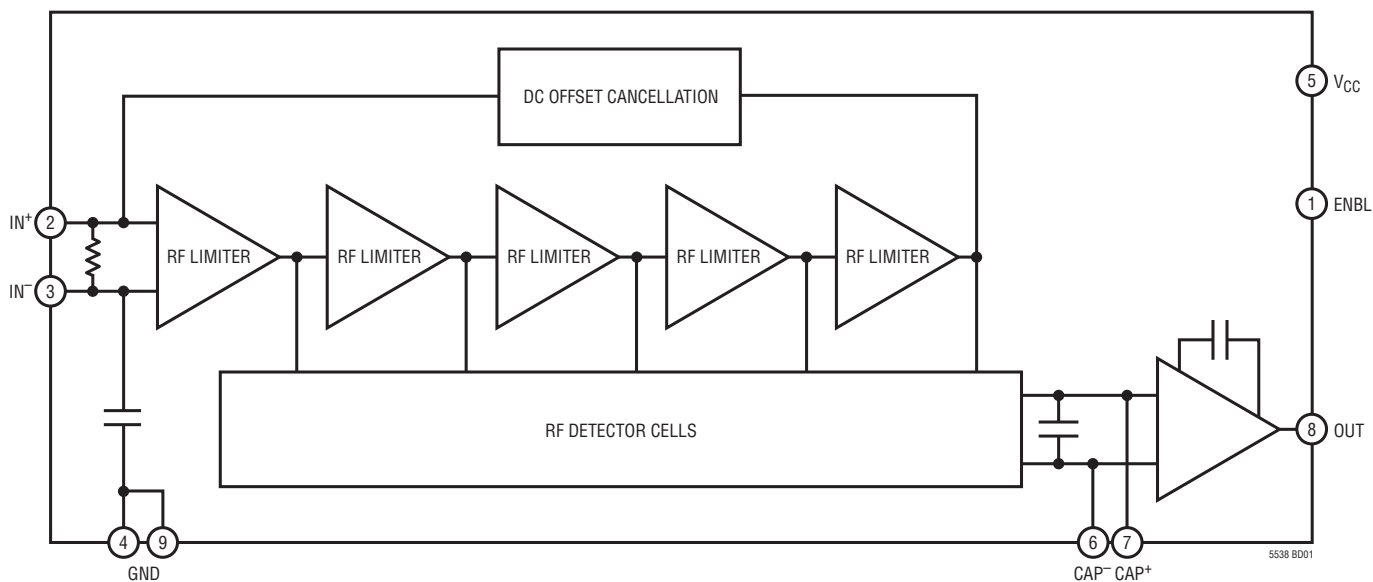 DC OFFSET CANCELLATION
5 VCC
IN+ 2
1 ENBL
RF LIMITER RF LIMITER RF LIMITER RF LIMITER RF LIMITER
IN− 3
RF DETECTOR CELLS
8 OUT
4 9
GND
6 7
CAP− CAP+
5538 BD01